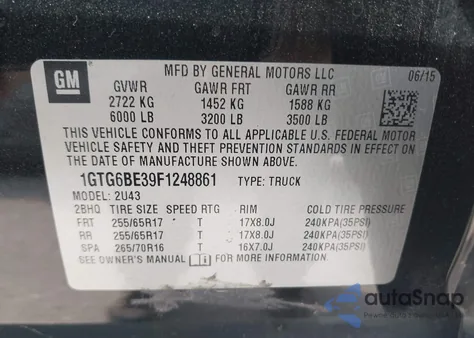 GM
MFD BY GENERAL MOTORS LLC 06/15
GVWR GAWR FRT GAWR RR
2722 KG 1452 KG 1588 KG
6000 LB 3200 LB 3500 LB
THIS VEHICLE CONFORMS TO ALL APPLICABLE U.S. FEDERAL MOTOR
VEHICLE SAFETY AND THEFT PREVENTION STANDARDS IN EFFECT ON
THE DATE OF MANUFACTURE SHOWN ABOVE.
1GTG6BE39F1248861 TYPE: TRUCK
MODEL: 2U43
2BHQ TIRE SIZE SPEED RTG RIM COLD TIRE PRESSURE
FRT 255/65R17 T 17X8.0J 240KPA(35PSI)
RR 255/65R17 T 17X8.0J 240KPA(35PSI)
SPA 265/70R16 T 16X7.0J 240KPA(35PSI)
SEE OWNER'S MANUAL FOR MORE INFORMATION.
autoSnap